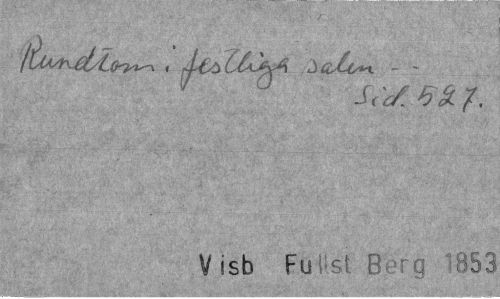 Rundtom i festliga salen --
Sid. 527.
Visb Fullst Berg 1853